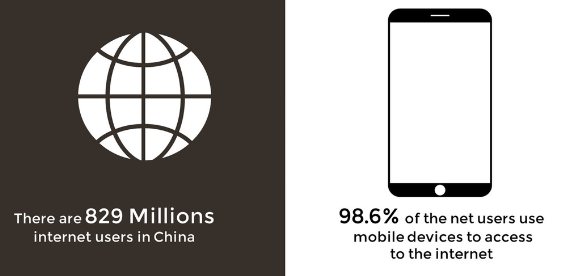 There are 829 Millions
internet users in China
98.6% of the net users use
mobile devices to access
to the internet